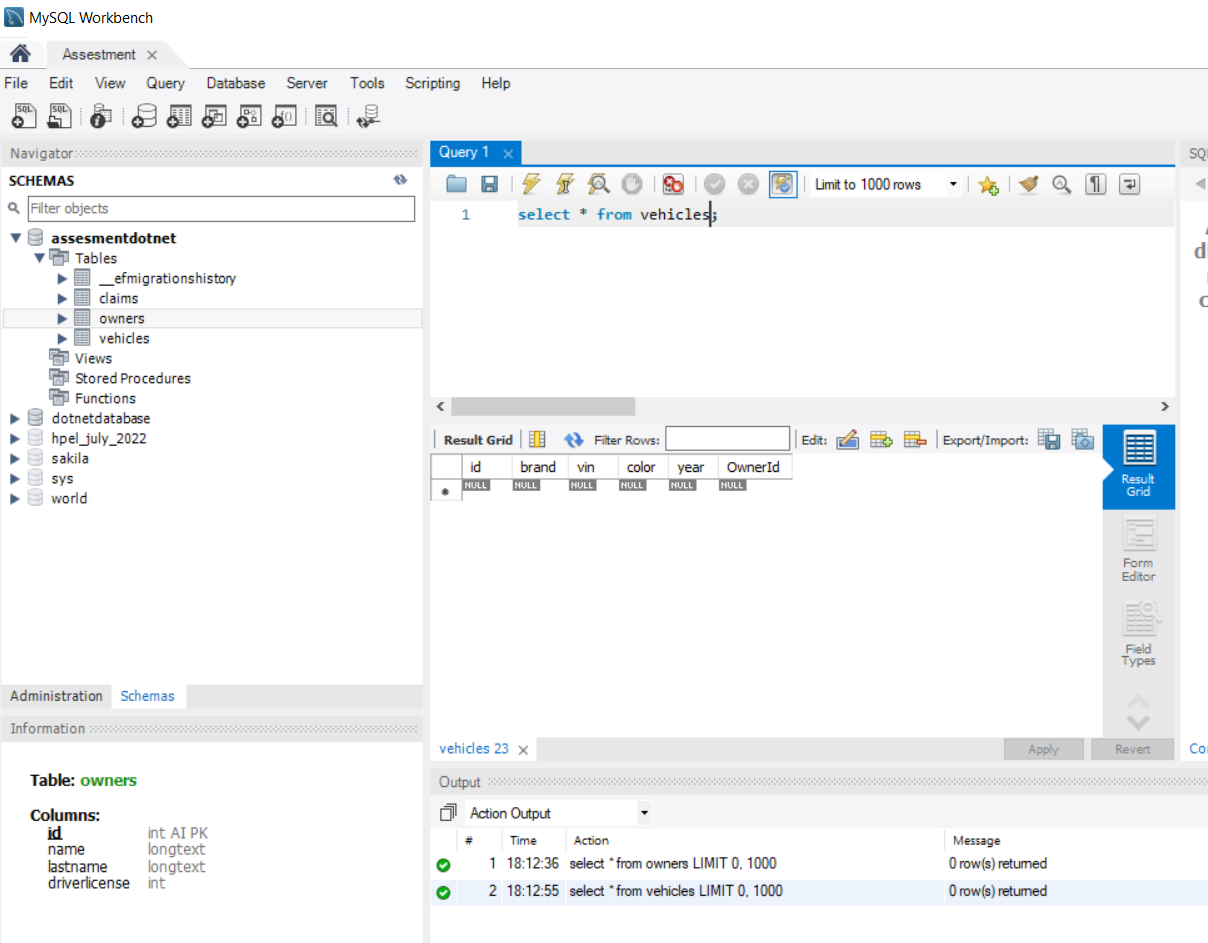 MySQL Workbench
Assestment
File Edit View Query Database Server Tools Scripting Help
SQL SQL
Navigator
SCHEMAS
Filter objects
assesmentdotnet
Tables
__efmigrationshistory
claims
owners
vehicles
Views
Stored Procedures
Functions
dotnetdatabase
hpel_july_2022
sakila
sys
world
Administration Schemas
Information
Table: owners
Columns:
id int AI PK
name longtext
lastname longtext
driverlicense int
Query 1
Limit to 1000 rows
1 select * from vehicles;
Result Grid Filter Rows: Edit: Export/Import:
id brand vin color year OwnerId
NULL NULL NULL NULL NULL NULL
Result
Grid
Form
Editor
Field
Types
vehicles 23
Apply Revert
Output
Action Output
# Time Action Message
1 18:12:36 select * from owners LIMIT 0, 1000 0 row(s) returned
2 18:12:55 select * from vehicles LIMIT 0, 1000 0 row(s) returned